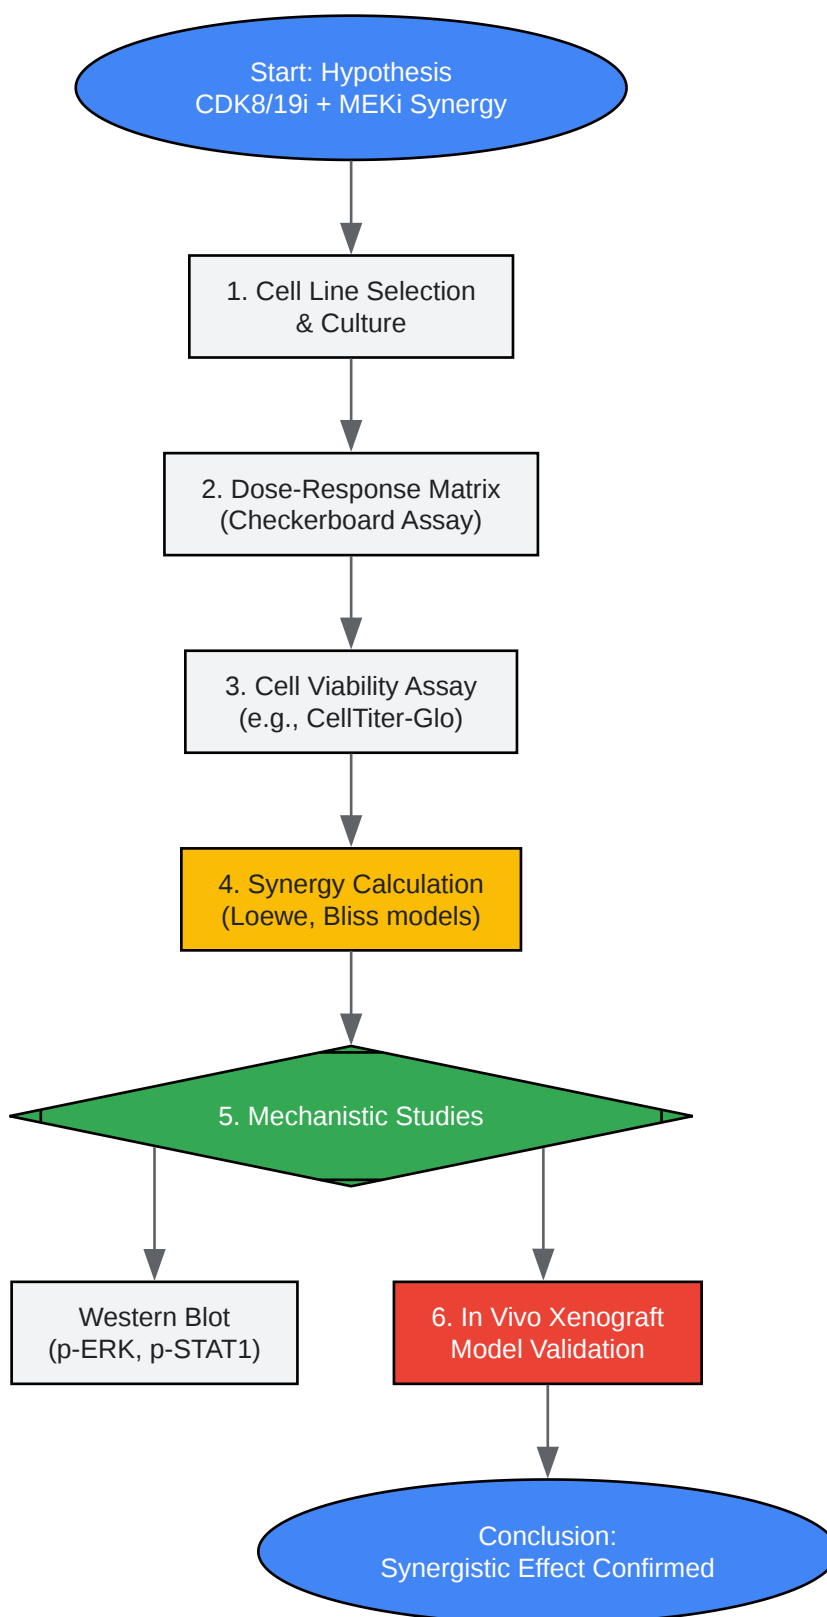 Start: Hypothesis
CDK8/19i + MEKi Synergy
1. Cell Line Selection
& Culture
2. Dose-Response Matrix
(Checkerboard Assay)
3. Cell Viability Assay
(e.g., CellTiter-Glo)
4. Synergy Calculation
(Loewe, Bliss models)
5. Mechanistic Studies
Western Blot
(p-ERK, p-STAT1)
6. In Vivo Xenograft
Model Validation
Conclusion:
Synergistic Effect Confirmed